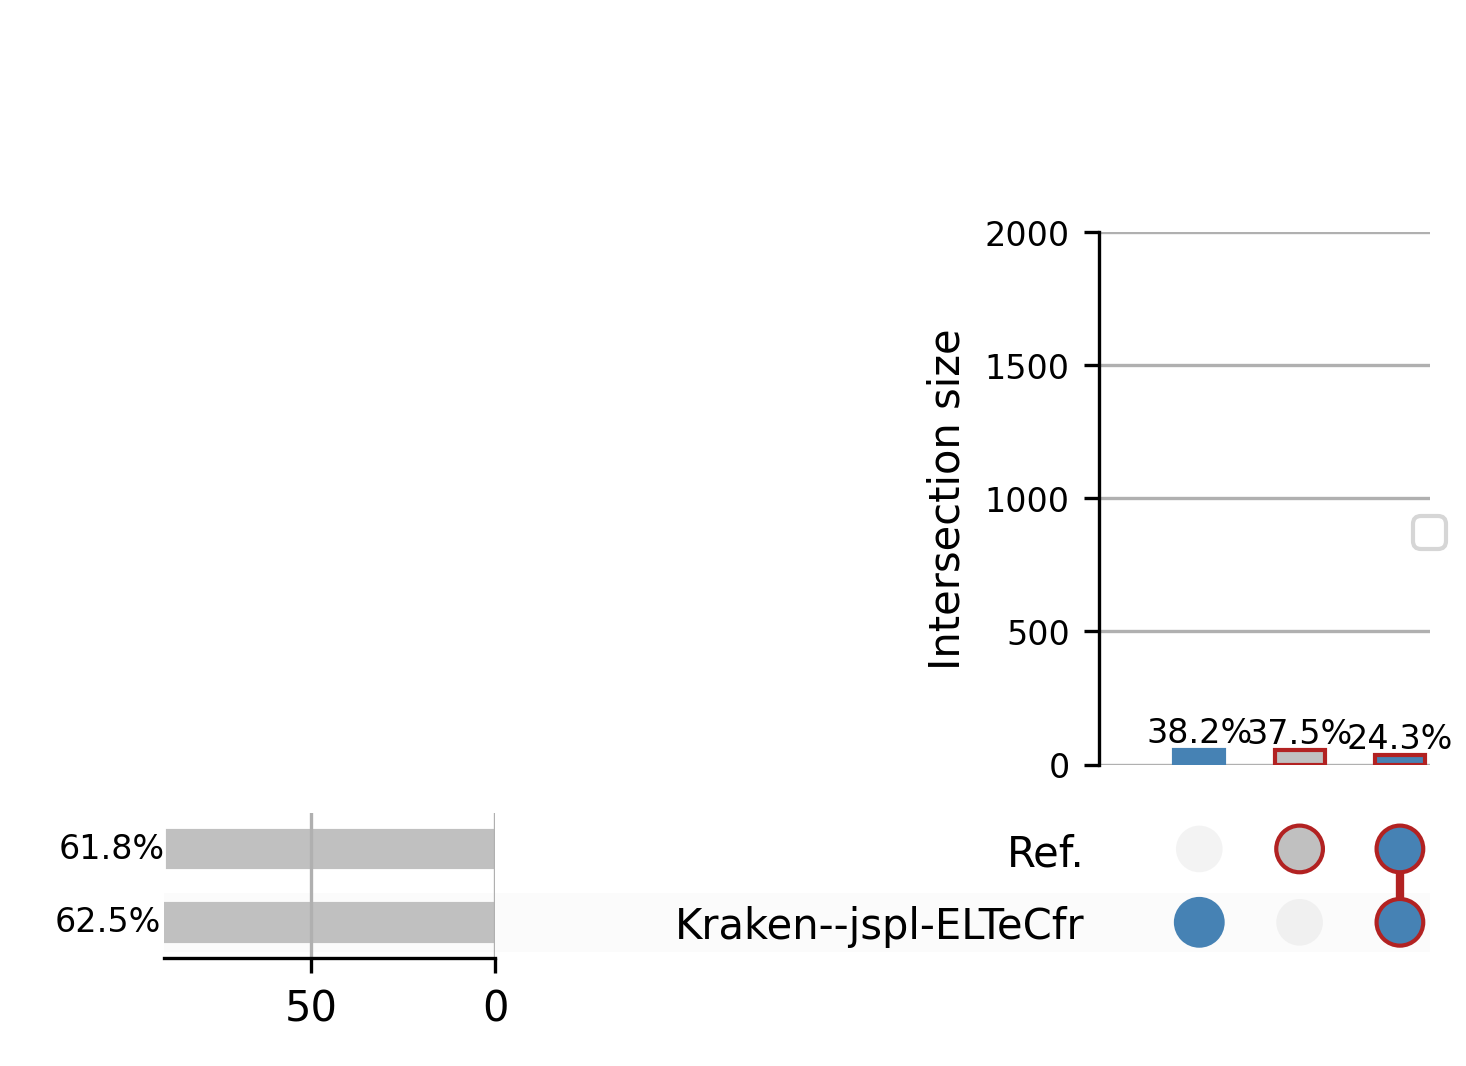 2000
1500
1000
500
0
Intersection size
38.2% 37.5% 24.3%
61.8%
62.5%
50 0
Ref.
Kraken--jspl-ELTeCfr